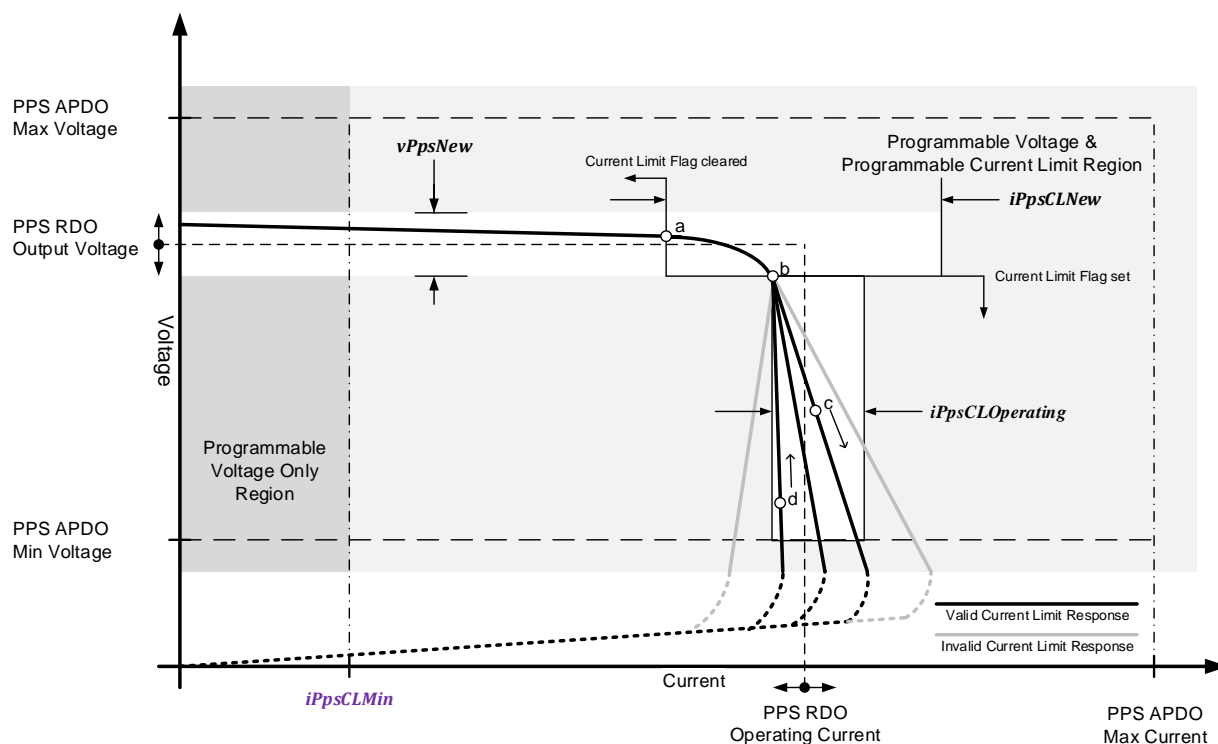 PPS APDO
Max Voltage
vPpsNew
Current Limit Flag cleared
Programmable Voltage &
Programmable Current Limit Region
iPpsCLNew
PPS RDO
Output Voltage
a
b
Current Limit Flag set
Voltage
c
iPpsCLOperating
Programmable
Voltage Only
Region
d
PPS APDO
Min Voltage
Valid Current Limit Response
Invalid Current Limit Response
Current
iPpsCLMin
PPS RDO
Operating Current
PPS APDO
Max Current